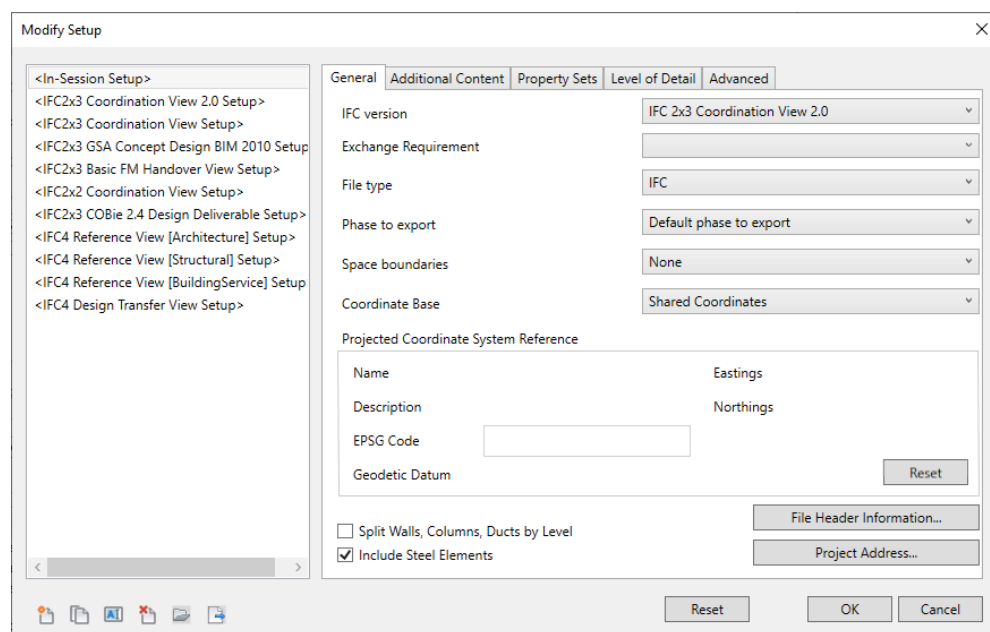 Modify Setup
<In-Session Setup>
<IFC2x3 Coordination View 2.0 Setup>
<IFC2x3 Coordination View Setup>
<IFC2x3 GSA Concept Design BIM 2010 Setup
<IFC2x3 Basic FM Handover View Setup>
<IFC2x2 Coordination View Setup>
<IFC2x3 COBie 2.4 Design Deliverable Setup>
<IFC4 Reference View [Architecture] Setup>
<IFC4 Reference View [Structural] Setup>
<IFC4 Reference View [BuildingService] Setup
<IFC4 Design Transfer View Setup>
General Additional Content Property Sets Level of Detail Advanced
IFC version IFC 2x3 Coordination View 2.0
Exchange Requirement
File type IFC
Phase to export Default phase to export
Space boundaries None
Coordinate Base Shared Coordinates
Projected Coordinate System Reference
Name Eastings
Description Northings
EPSG Code
Geodetic Datum Reset
Split Walls, Columns, Ducts by Level File Header Information...
Include Steel Elements Project Address...
AI
Reset OK Cancel